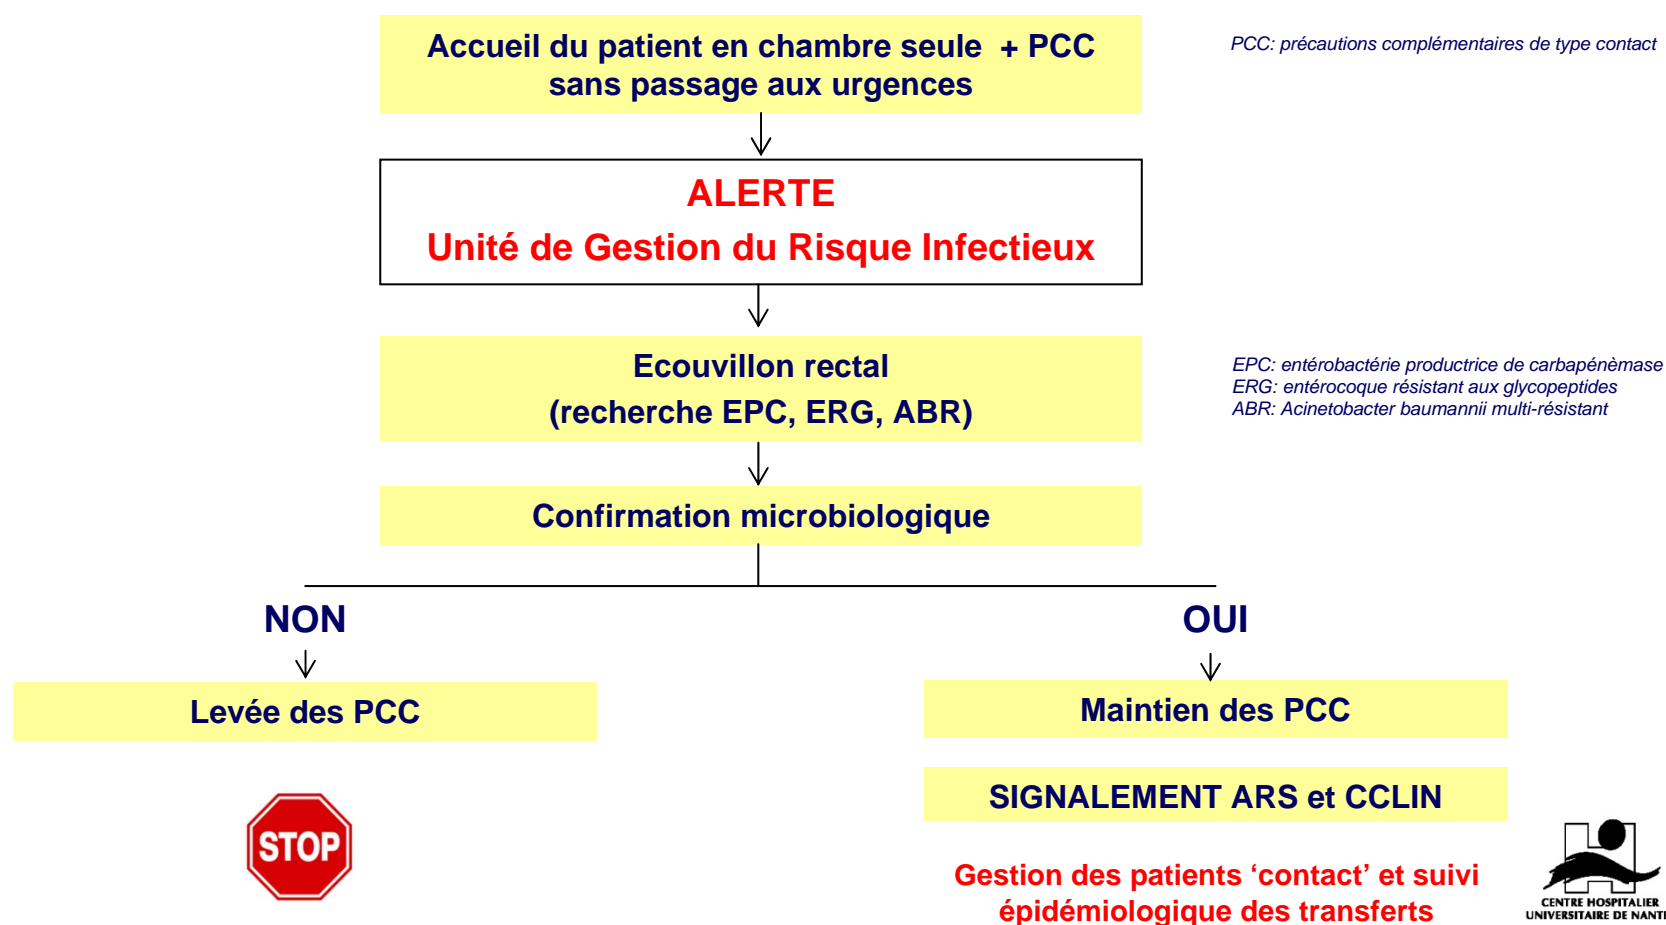 Accueil du patient en chambre seule + PCC
sans passage aux urgences
PCC: précautions complémentaires de type contact
ALERTE
Unité de Gestion du Risque Infectieux
Ecouvillon rectal
(recherche EPC, ERG, ABR)
EPC: entérobactérie productrice de carbapénèmase
ERG: entérocoque résistant aux glycopeptides
ABR: Acinetobacter baumannii multi-résistant
Confirmation microbiologique
NON
OUI
Levée des PCC
Maintien des PCC
STOP
SIGNALEMENT ARS et CCLIN
Gestion des patients ‘contact’ et suivi
épidémiologique des transferts
CENTRE HOSPITALIER
UNIVERSITAIRE DE NANT